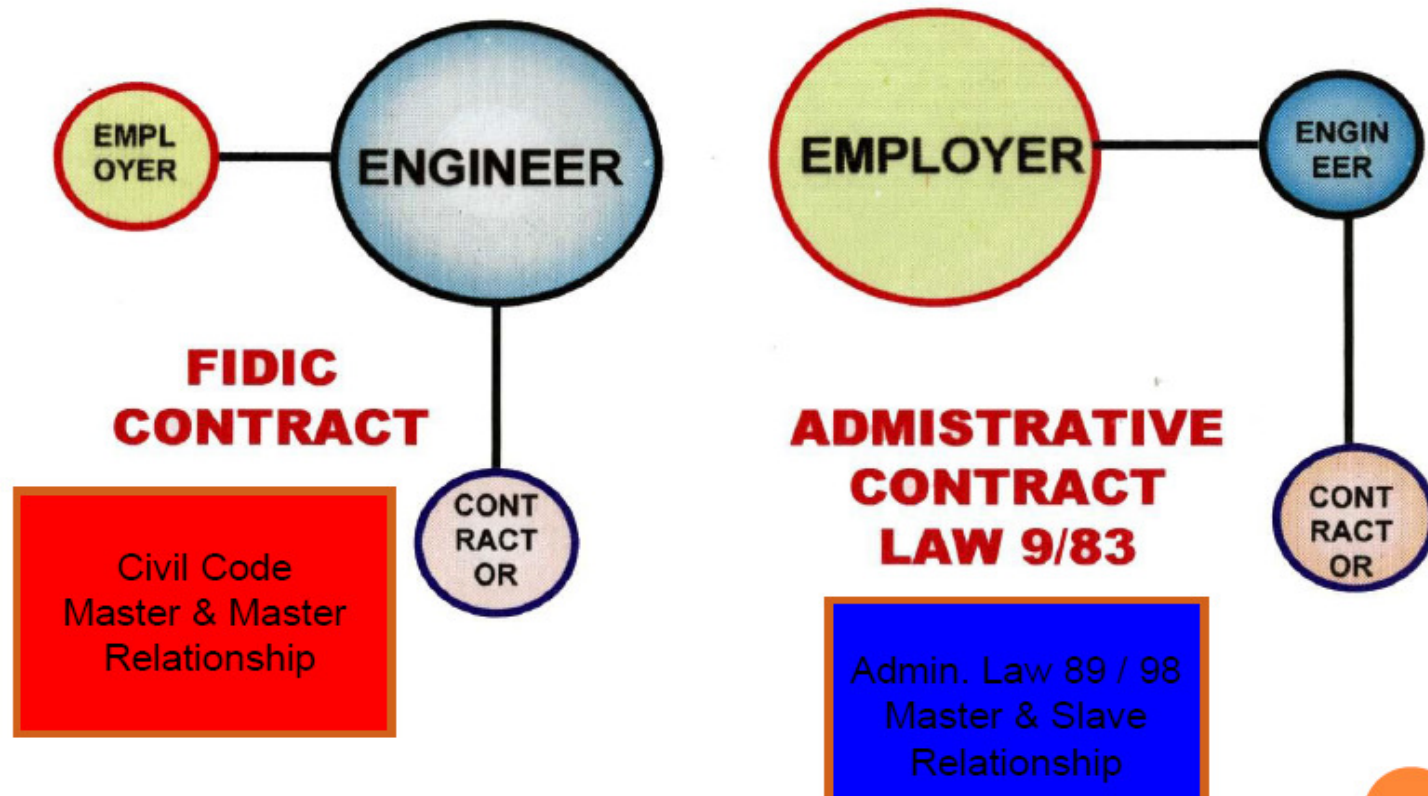 EMPL
OYER
ENGINEER
FIDIC
CONTRACT
CONT
RACT
OR
Civil Code
Master & Master
Relationship
EMPLOYER
ENGIN
EER
ADMISTRATIVE
CONTRACT
LAW 9/83
CONT
RACT
OR
Admin. Law 89 / 98
Master & Slave
Relationship